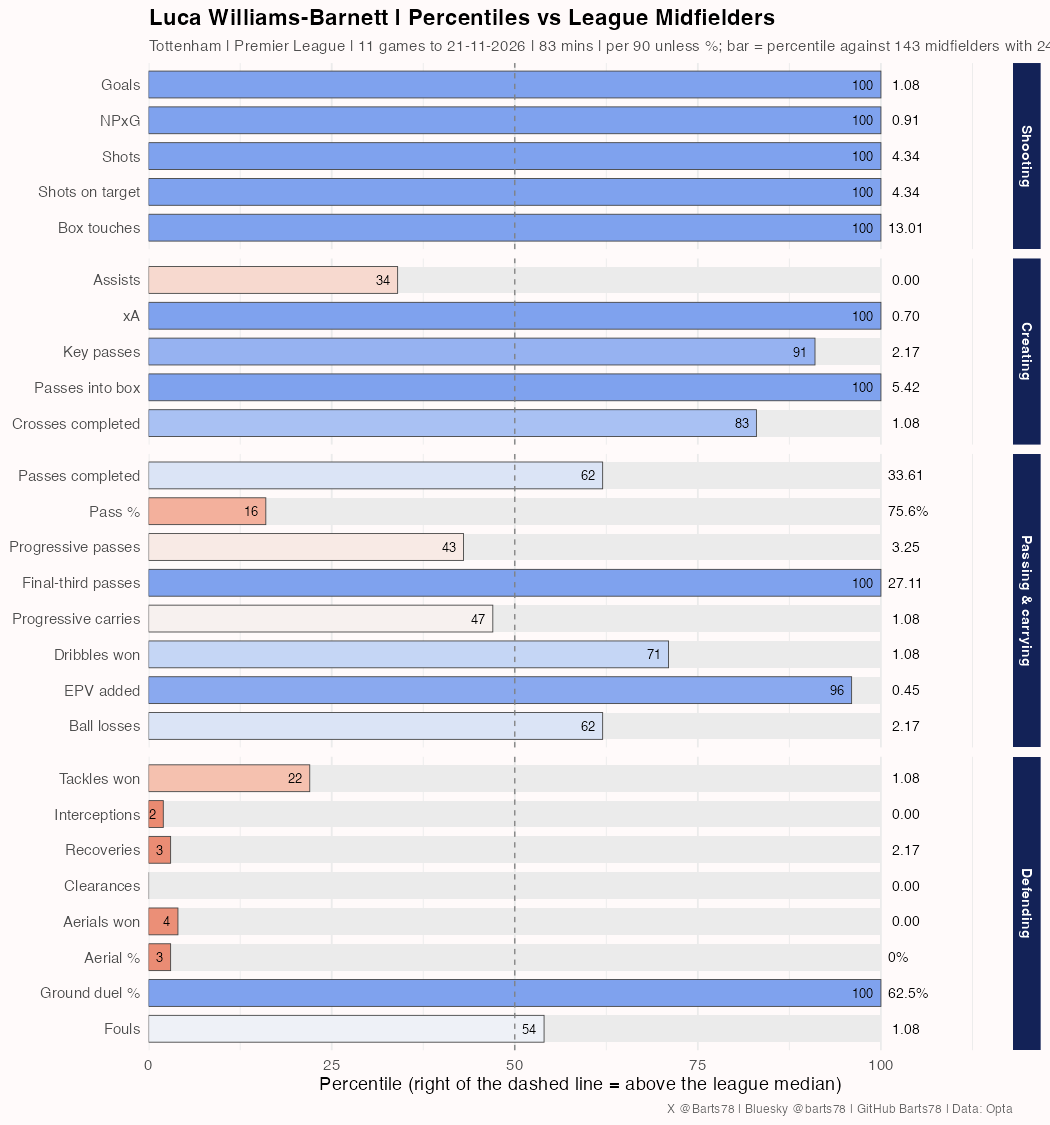 Luca Williams-Barnett | Percentiles vs League Midfielders
Tottenham | Premier League | 11 games to 21-11-2026 | 83 mins | per 90 unless %; bar = percentile against 143 midfielders with 24
Goals 100 1.08
NPxG 100 0.91
Shots 100 4.34
Shots on target 100 4.34
Box touches 100 13.01
Shooting
Assists 34 0.00
xA 100 0.70
Key passes 91 2.17
Passes into box 100 5.42
Crosses completed 83 1.08
Creating
Passes completed 62 33.61
Pass % 16 75.6%
Progressive passes 43 3.25
Final-third passes 100 27.11
Progressive carries 47 1.08
Dribbles won 71 1.08
EPV added 96 0.45
Ball losses 62 2.17
Passing & carrying
Tackles won 22 1.08
Interceptions 2 0.00
Recoveries 3 2.17
Clearances 0.00
Aerials won 4 0.00
Aerial % 3 0%
Ground duel % 100 62.5%
Fouls 54 1.08
Defending
0 25 50 75 100
Percentile (right of the dashed line = above the league median)
X @Barts78 | Bluesky @barts78 | GitHub Barts78 | Data: Opta